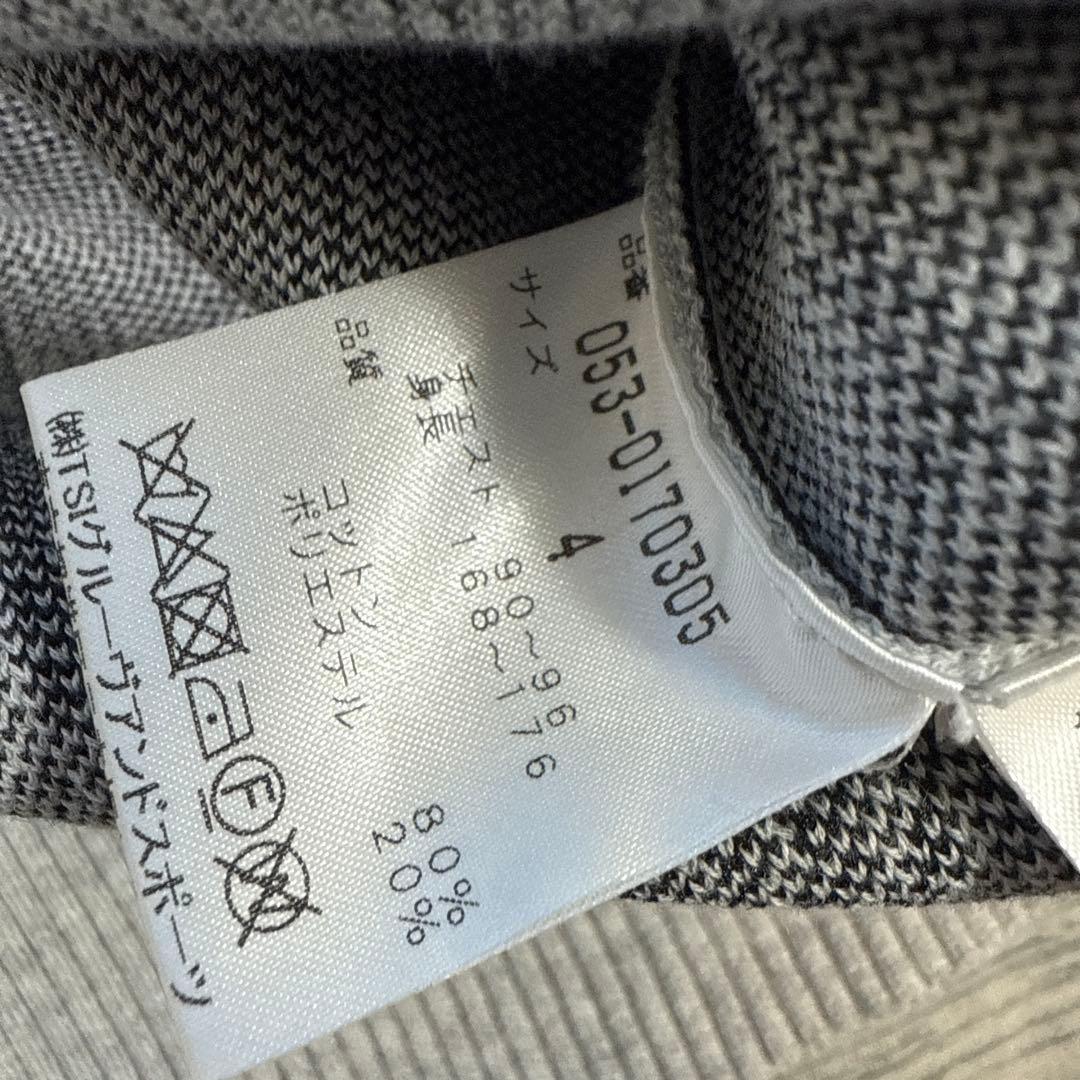 品番 053-0170305
サイズ 4
チェスト 90～96
身長 168～176
品質
コットン 80%
ポリエステル 20%
F
W
㈱TSIグルーヴアンドスポーツ